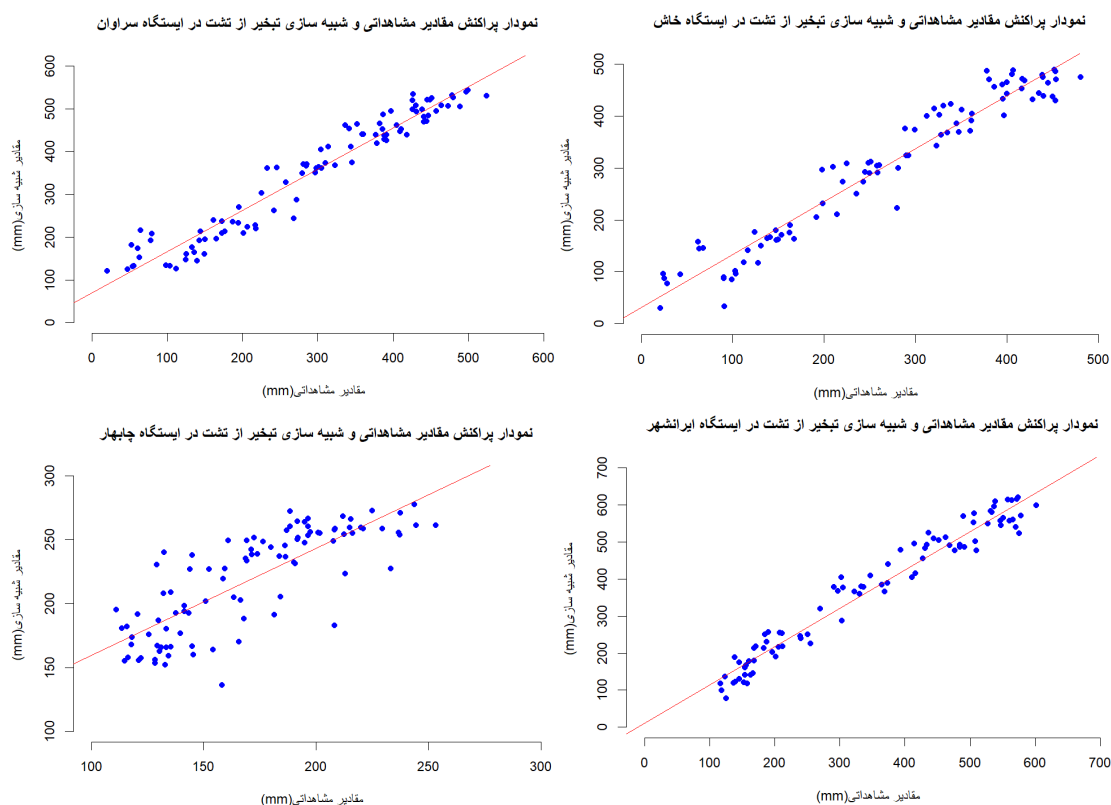 نمودار پراکنش مقادیر مشاهداتی و شبیه سازی تبخیر از تشت در ایستگاه سراوان
600
500
400
300
200
100
0
مقادیر شبیه سازی(mm)
0 100 200 300 400 500 600
مقادیر مشاهداتی(mm)
نمودار پراکنش مقادیر مشاهداتی و شبیه سازی تبخیر از تشت در ایستگاه خاش
500
400
300
200
100
0
مقادیر شبیه سازی(mm)
0 100 200 300 400 500
مقادیر مشاهداتی(mm)
نمودار پراکنش مقادیر مشاهداتی و شبیه سازی تبخیر از تشت در ایستگاه چابهار
300
250
200
150
100
مقادیر شبیه سازی(mm)
100 150 200 250 300
مقادیر مشاهداتی(mm)
نمودار پراکنش مقادیر مشاهداتی و شبیه سازی تبخیر از تشت در ایستگاه ایرانشهر
700
600
500
400
300
200
100
0
مقادیر شبیه سازی(mm)
0 100 200 300 400 500 600 700
مقادیر مشاهداتی(mm)